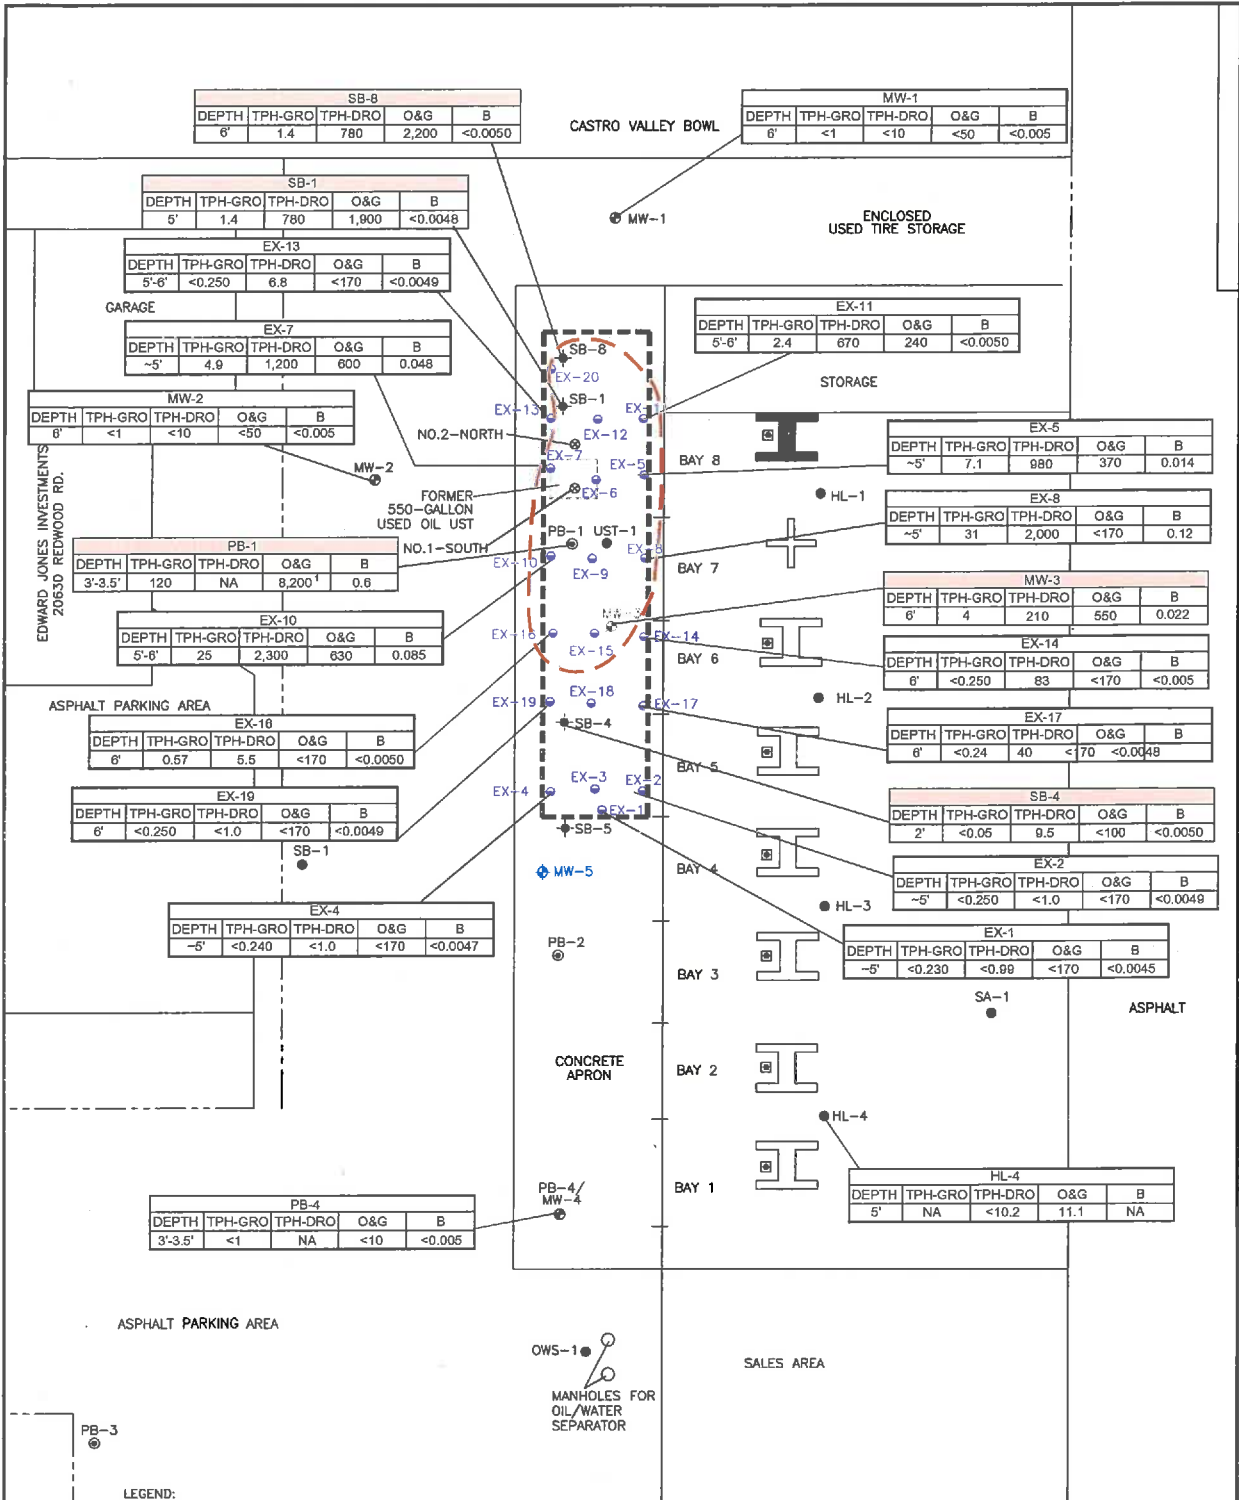 SB-8
DEPTH TPH-GRO TPH-DRO O&G B
6' 1.4 780 2,200 <0.0050
CASTRO VALLEY BOWL
MW-1
DEPTH TPH-GRO TPH-DRO O&G B
6' <1 <10 <50 <0.005
SB-1
DEPTH TPH-GRO TPH-DRO O&G B
5' 1.4 780 1,900 <0.0048
MW-1
ENCLOSED
USED TIRE STORAGE
EX-13
DEPTH TPH-GRO TPH-DRO O&G B
5'-6' <0.250 6.8 <170 <0.0049
GARAGE
EX-11
DEPTH TPH-GRO TPH-DRO O&G B
5'-6' 2.4 670 240 <0.0050
EX-7
DEPTH TPH-GRO TPH-DRO O&G B
~5' 4.9 1,200 600 0.048
SB-8
EX-20
STORAGE
MW-2
DEPTH TPH-GRO TPH-DRO O&G B
6' <1 <10 <50 <0.005
SB-1
EX-13
EX-12
EX-1
NO.2-NORTH
EX-7
EX-5
BAY 8
EX-5
DEPTH TPH-GRO TPH-DRO O&G B
~5' 7.1 980 370 0.014
MW-2
EX-6
FORMER
550-GALLON
USED OIL UST
HL-1
EX-8
DEPTH TPH-GRO TPH-DRO O&G B
~5' 31 2,000 <170 0.12
EDWARD JONES INVESTMENTS
20630 REDWOOD RD.
PB-1
DEPTH TPH-GRO TPH-DRO O&G B
3'-3.5' 120 NA 8,200¹ 0.6
NO.1-SOUTH
PB-1 UST-1
EX-10
EX-9
EX-8
BAY 7
MW-3
DEPTH TPH-GRO TPH-DRO O&G B
6' 4 210 550 0.022
EX-10
DEPTH TPH-GRO TPH-DRO O&G B
5'-6' 25 2,300 630 0.085
MW-3
EX-16
EX-15
EX-14
BAY 6
EX-14
DEPTH TPH-GRO TPH-DRO O&G B
6' <0.250 83 <170 <0.005
HL-2
ASPHALT PARKING AREA
EX-19
EX-18
EX-17
EX-16
DEPTH TPH-GRO TPH-DRO O&G B
6' 0.57 5.5 <170 <0.0050
SB-4
EX-17
DEPTH TPH-GRO TPH-DRO O&G B
6' <0.24 40 <170 <0.0048
BAY 5
EX-4
EX-3
EX-2
EX-1
EX-19
DEPTH TPH-GRO TPH-DRO O&G B
6' <0.250 <1.0 <170 <0.0049
SB-4
DEPTH TPH-GRO TPH-DRO O&G B
2' <0.05 9.5 <100 <0.0050
SB-5
SB-1
MW-5
BAY 4
EX-2
DEPTH TPH-GRO TPH-DRO O&G B
~5' <0.250 <1.0 <170 <0.0049
HL-3
EX-4
DEPTH TPH-GRO TPH-DRO O&G B
~5' <0.240 <1.0 <170 <0.0047
EX-1
DEPTH TPH-GRO TPH-DRO O&G B
~5' <0.230 <0.99 <170 <0.0045
PB-2
BAY 3
SA-1
ASPHALT
CONCRETE
APRON
BAY 2
HL-4
HL-4
DEPTH TPH-GRO TPH-DRO O&G B
5' NA <10.2 11.1 NA
PB-4/
MW-4
BAY 1
PB-4
DEPTH TPH-GRO TPH-DRO O&G B
3'-3.5' <1 NA <10 <0.005
ASPHALT PARKING AREA
OWS-1
SALES AREA
MANHOLES FOR
OIL/WATER
SEPARATOR
PB-3
LEGEND: